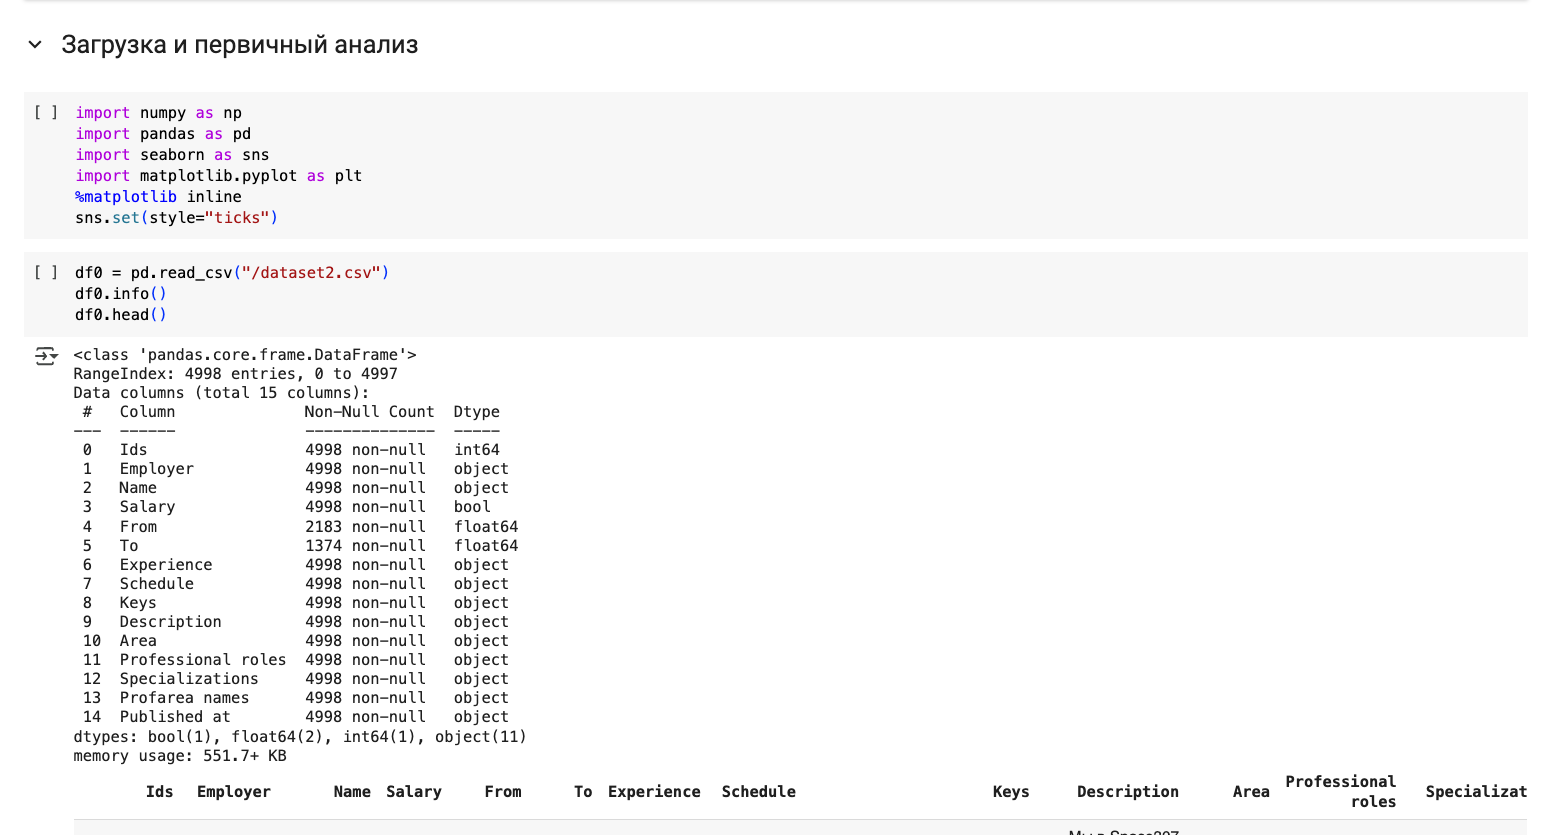 Загрузка и первичный анализ
[ ] import numpy as np
import pandas as pd
import seaborn as sns
import matplotlib.pyplot as plt
%matplotlib inline
sns.set(style="ticks")
[ ] df0 = pd.read_csv("/dataset2.csv")
df0.info()
df0.head()
<class 'pandas.core.frame.DataFrame'>
RangeIndex: 4998 entries, 0 to 4997
Data columns (total 15 columns):
# Column Non-Null Count Dtype
--- ------ -------------- -----
0 Ids 4998 non-null int64
1 Employer 4998 non-null object
2 Name 4998 non-null object
3 Salary 4998 non-null bool
4 From 2183 non-null float64
5 To 1374 non-null float64
6 Experience 4998 non-null object
7 Schedule 4998 non-null object
8 Keys 4998 non-null object
9 Description 4998 non-null object
10 Area 4998 non-null object
11 Professional roles 4998 non-null object
12 Specializations 4998 non-null object
13 Profarea names 4998 non-null object
14 Published at 4998 non-null object
dtypes: bool(1), float64(2), int64(1), object(11)
memory usage: 551.7+ KB
Ids Employer Name Salary From To Experience Schedule Keys Description Area Professional roles Specializat